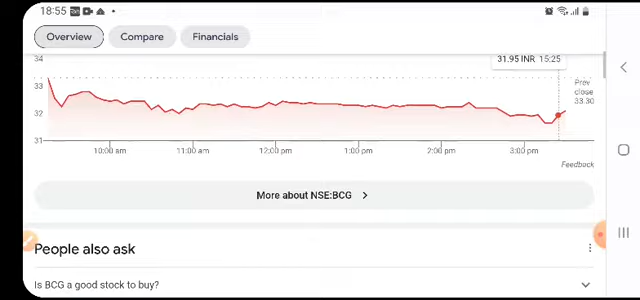 18:55
Overview
Compare
Financials
34
31.95 INR 15:25
33
Prev
close
33.30
32
31
10:00 am
11:00 am
12:00 pm
1:00 pm
2:00 pm
3:00 pm
Feedback
More about NSE:BCG
People also ask
Is BCG a good stock to buy?